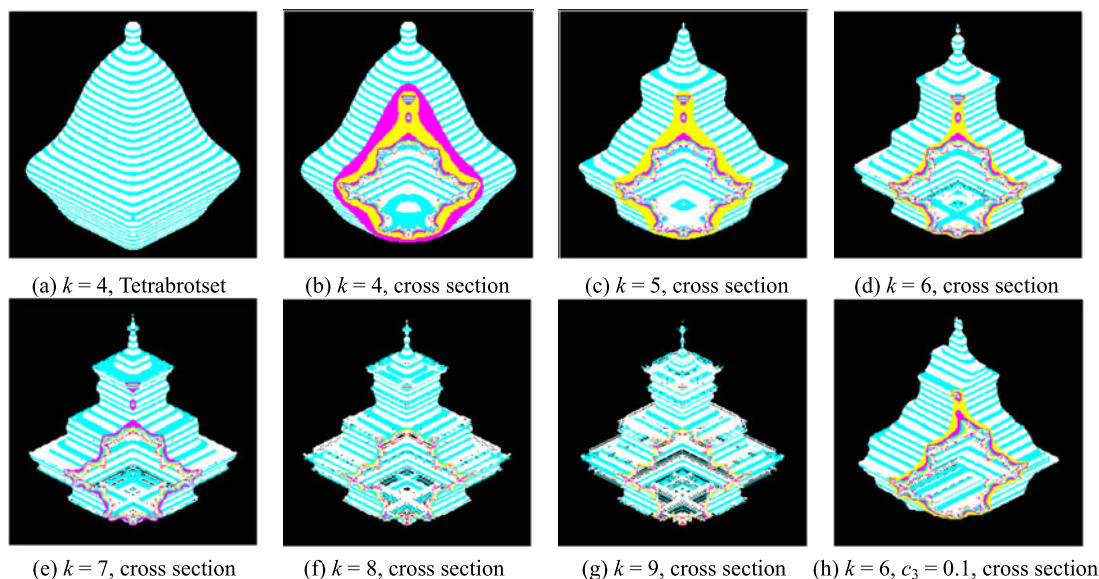 (a) k = 4, Tetrabrotset
(b) k = 4, cross section
(c) k = 5, cross section
(d) k = 6, cross section
(e) k = 7, cross section
(f) k = 8, cross section
(g) k = 9, cross section
(h) k = 6, c₃ = 0.1, cross section